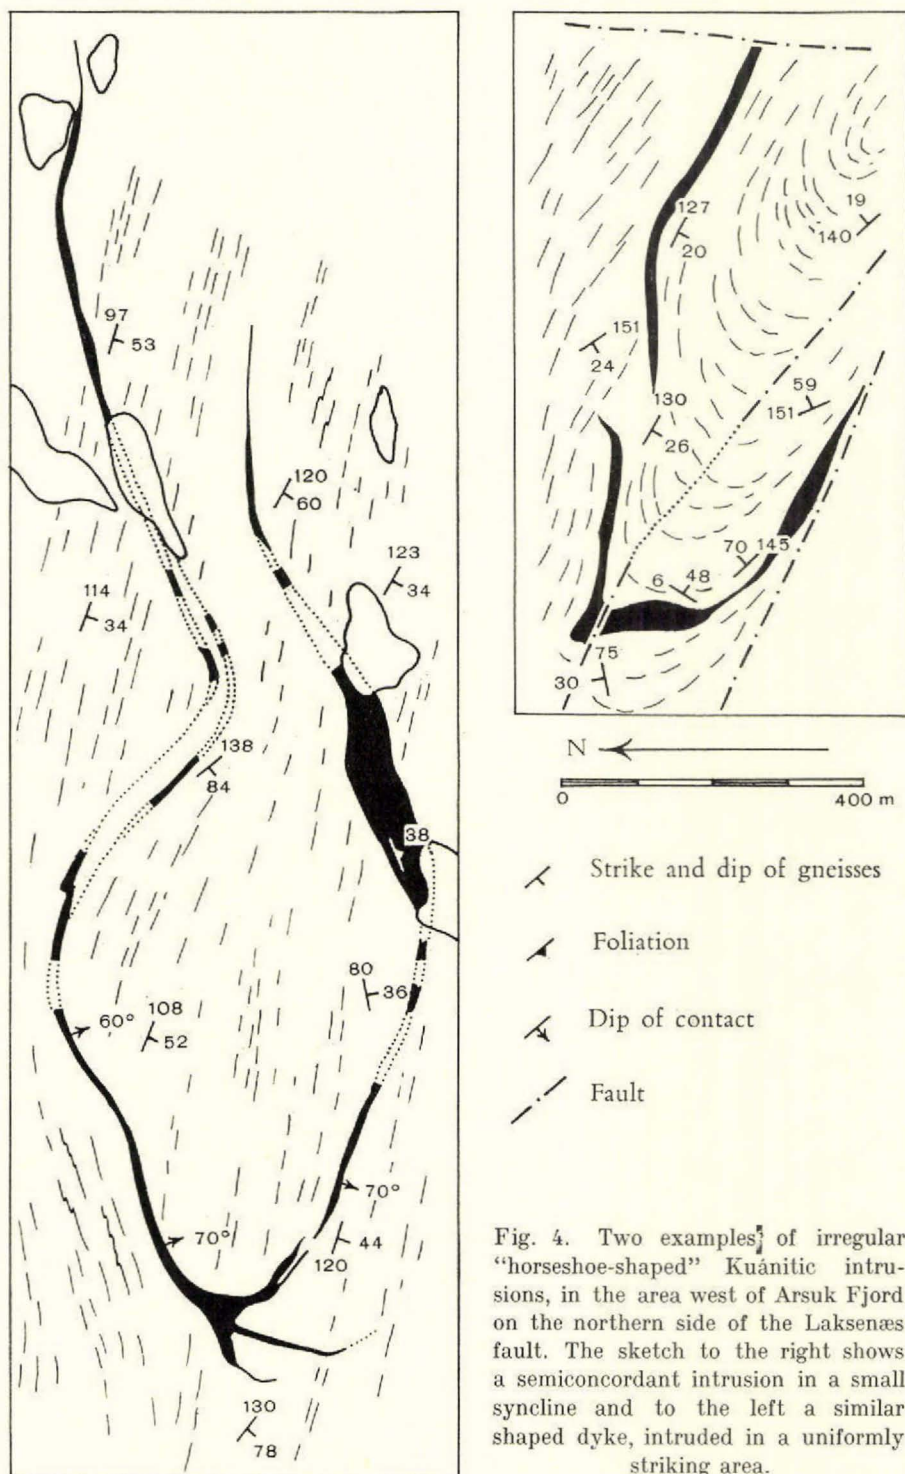 97
53
120
60
123
34
114
34
138
84
38
80
36
60°
108
52
70°
70°
44
120
130
78
127
20
19
140
151
24
130
26
59
151
70 145
6 48
75
30
N
0 400 m
Strike and dip of gneisses
Foliation
Dip of contact
Fault
Fig. 4. Two examples of irregular
“horseshoe-shaped” Kuánitic intru-
sions, in the area west of Arsuk Fjord
on the northern side of the Laksenæs
fault. The sketch to the right shows
a semiconcordant intrusion in a small
syncline and to the left a similar
shaped dyke, intruded in a uniformly
striking area.